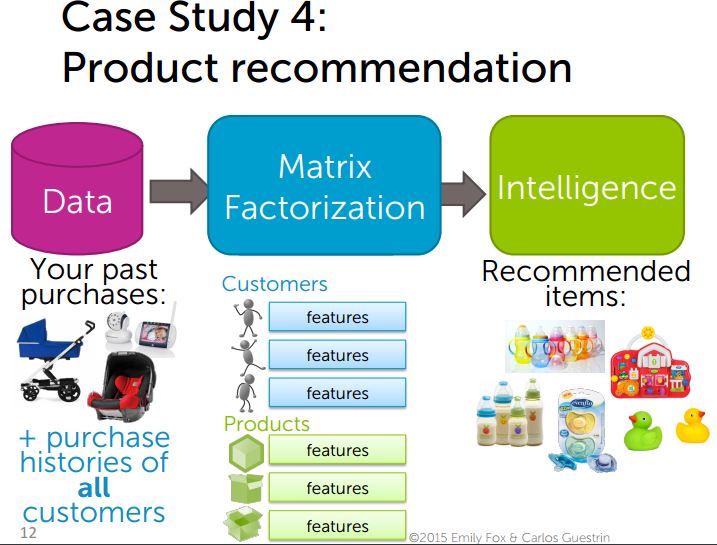 Case Study 4:
Product recommendation
Data
Matrix
Factorization
Intelligence
Your past
purchases:
+ purchase
histories of
all
customers
Customers
features
features
features
Products
features
features
features
Recommended
items:
12
©2015 Emily Fox & Carlos Guestrin